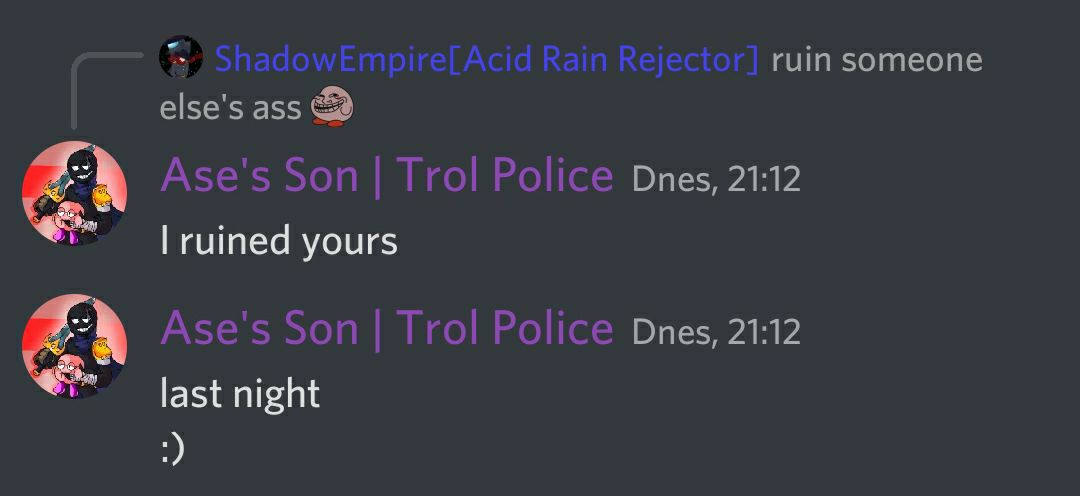 ShadowEmpire[Acid Rain Rejector] ruin someone
else's ass
Ase's Son | Trol Police Dnes, 21:12
I ruined yours
Ase's Son | Trol Police Dnes, 21:12
last night
:)